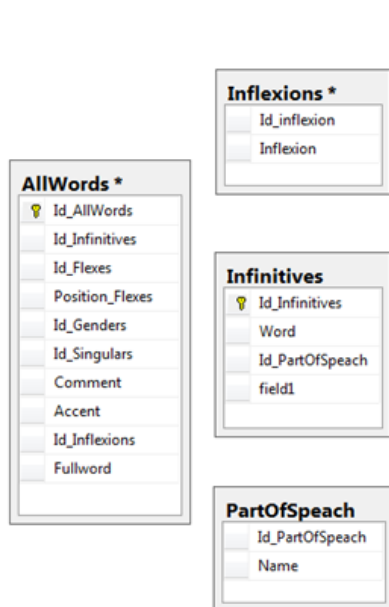 AllWords *
Id_AllWords
Id_Infinitives
Id_Flexes
Position_Flexes
Id_Genders
Id_Singulars
Comment
Accent
Id_Inflexions
Fullword
Inflexions *
Id_inflexion
Inflexion
Infinitives
Id_Infinitives
Word
Id_PartOfSpeach
field1
PartOfSpeach
Id_PartOfSpeach
Name